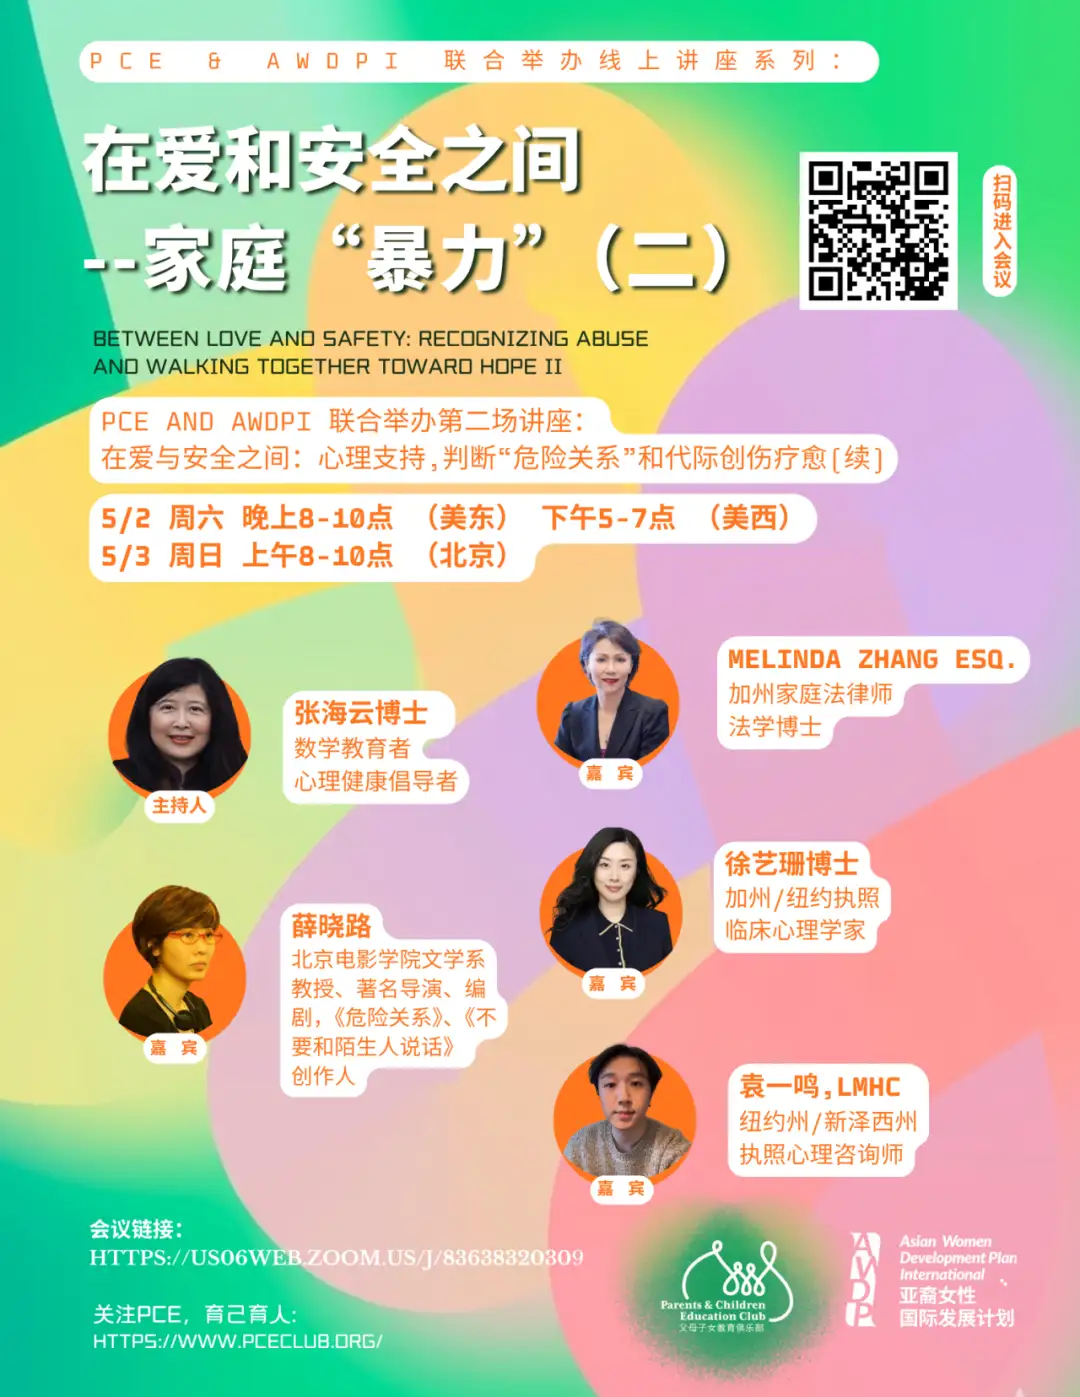 PCE & AWDPI 联合举办线上讲座系列：
在爱和安全之间
--家庭“暴力”（二）
扫码进入会议
BETWEEN LOVE AND SAFETY: RECOGNIZING ABUSE
AND WALKING TOGETHER TOWARD HOPE II
PCE AND AWDPI 联合举办第二场讲座：
在爱与安全之间：心理支持,判断“危险关系”和代际创伤疗愈(续)
5/2 周六 晚上8-10点 （美东） 下午5-7点 （美西）
5/3 周日 上午8-10点 （北京）
主持人
张海云博士
数学教育者
心理健康倡导者
嘉 宾
MELINDA ZHANG ESQ.
加州家庭法律师
法学博士
嘉 宾
薛晓路
北京电影学院文学系
教授、著名导演、编
剧，《危险关系》、《不
要和陌生人说话》
创作人
嘉 宾
徐艺珊博士
加州/纽约执照
临床心理学家
嘉 宾
袁一鸣,LMHC
纽约州/新泽西州
执照心理咨询师
会议链接：
HTTPS://US06WEB.ZOOM.US/J/83638320309
关注PCE，育己育人：
HTTPS://WWW.PCECLUB.ORG/
Parents & Children
Education Club
父母子女教育俱乐部
AWDP
Asian Women
Development Plan
International
亚裔女性
国际发展计划